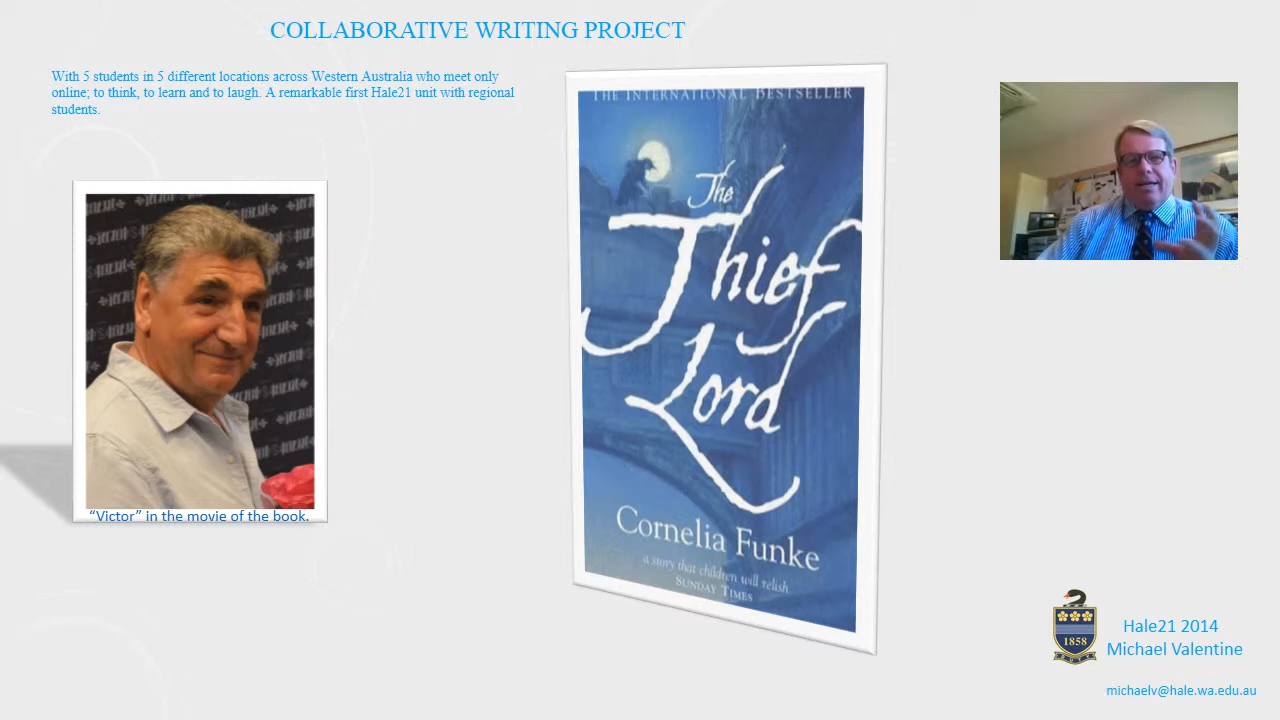 COLLABORATIVE WRITING PROJECT
With 5 students in 5 different locations across Western Australia who meet only
online; to think, to learn and to laugh. A remarkable first Hale21 unit with regional
students.
THE INTERNATIONAL BESTSELLER
The
Thief
Lord
Cornelia Funke
a story that children will relish
SUNDAY TIMES
“Victor” in the movie of the book.
1858
Hale21 2014
Michael Valentine
michaelv@hale.wa.edu.au